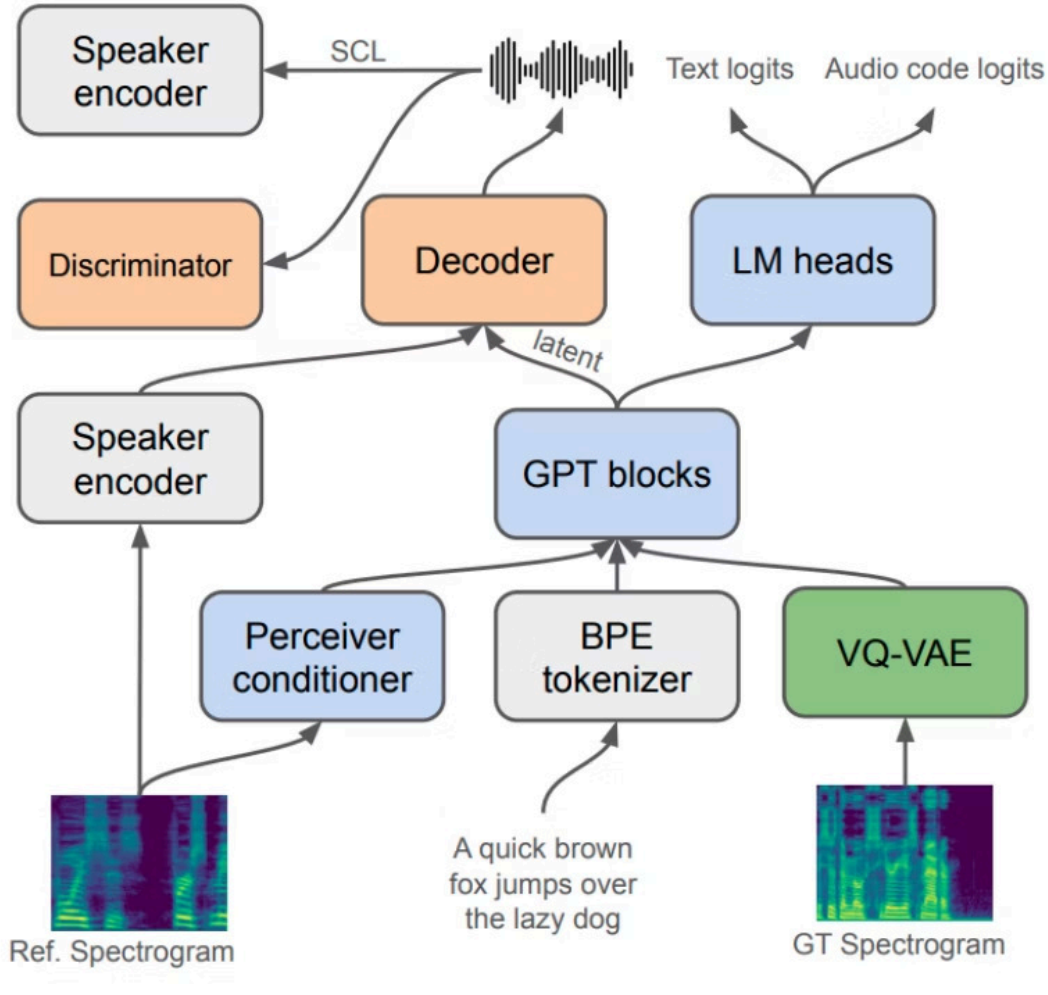 Speaker
encoder
SCL
Text logits
Audio code logits
Discriminator
Decoder
LM heads
latent
Speaker
encoder
GPT blocks
Perceiver
conditioner
BPE
tokenizer
VQ-VAE
A quick brown
fox jumps over
the lazy dog
Ref. Spectrogram
GT Spectrogram